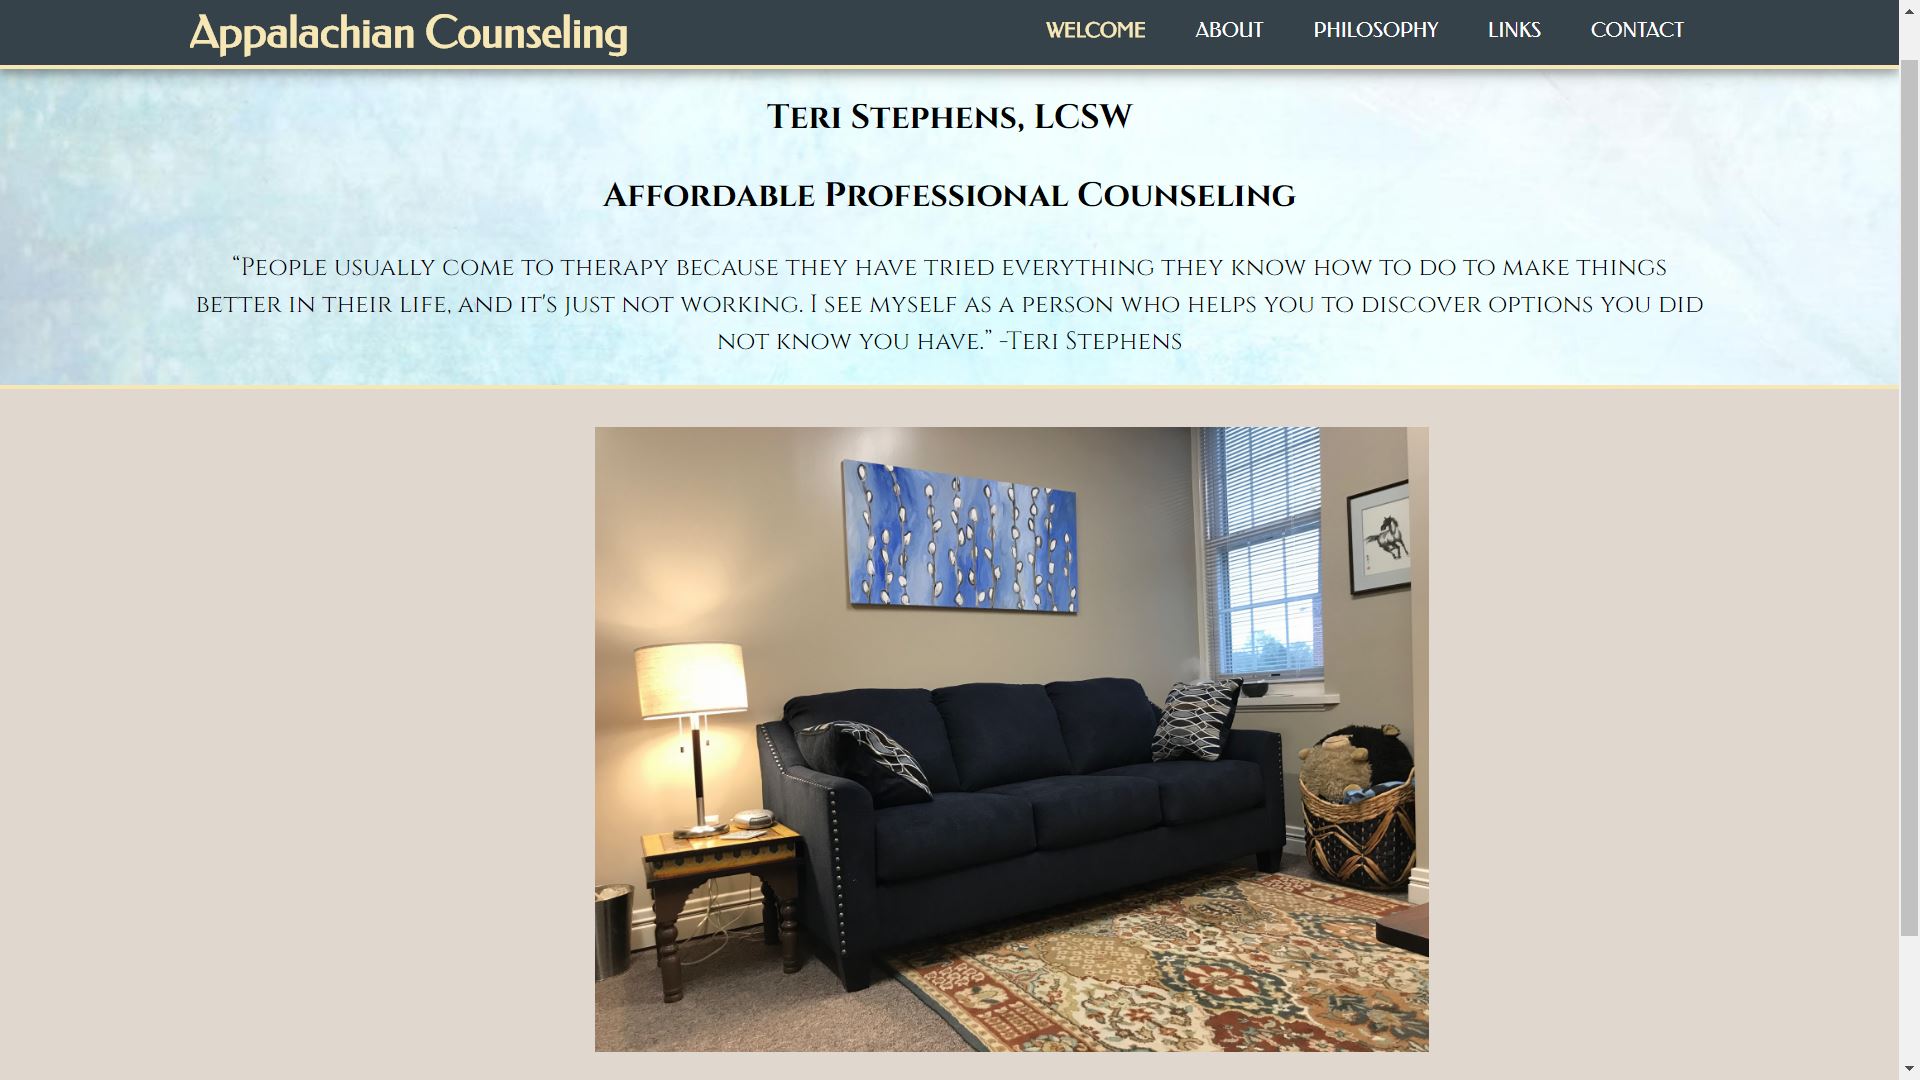 Appalachian Counseling
WELCOME ABOUT PHILOSOPHY LINKS CONTACT
Teri Stephens, LCSW
Affordable Professional Counseling
“People usually come to therapy because they have tried everything they know how to do to make things
better in their life, and it's just not working. I see myself as a person who helps you to discover options you did
not know you have.” -Teri Stephens